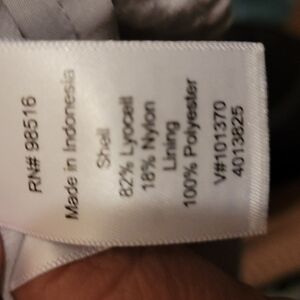 RN# 98516
Made in Indonesia
Shell
82% Lyocell
18% Nylon
Lining
100% Polyester
V#101370
4013825